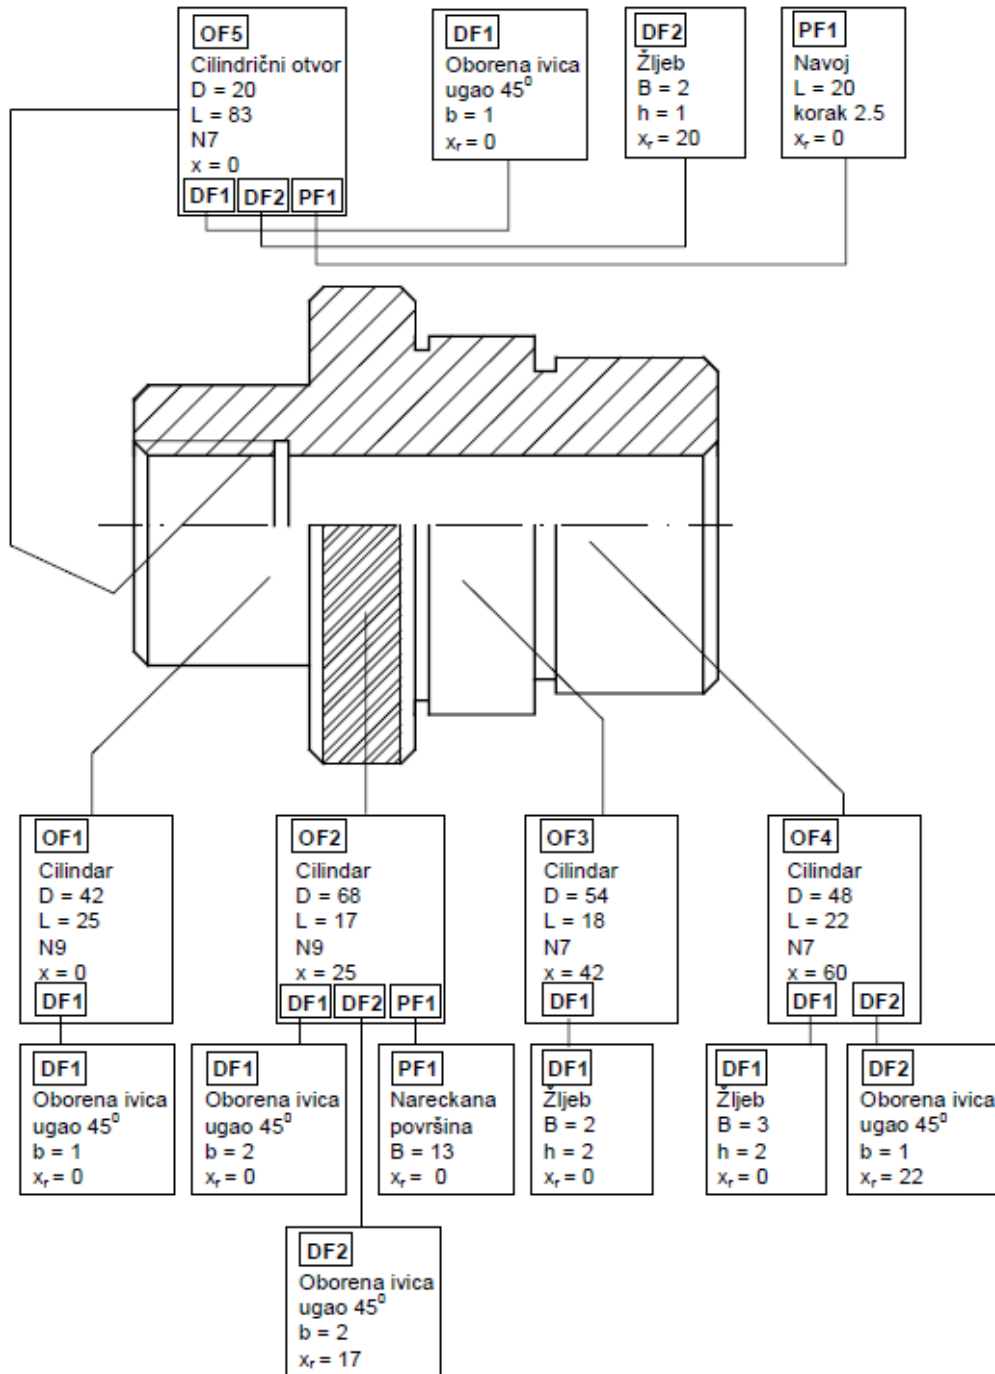 OF5
Cilindrični otvor
D = 20
L = 83
N7
x = 0
DF1 DF2 PF1
DF1
Oborena ivica
ugao 45⁰
b = 1
xᵣ = 0
DF2
Žljeb
B = 2
h = 1
xᵣ = 20
PF1
Navoj
L = 20
korak 2.5
xᵣ = 0
OF1
Cilindar
D = 42
L = 25
N9
x = 0
DF1
OF2
Cilindar
D = 68
L = 17
N9
x = 25
DF1 DF2 PF1
OF3
Cilindar
D = 54
L = 18
N7
x = 42
DF1
OF4
Cilindar
D = 48
L = 22
N7
x = 60
DF1 DF2
DF1
Oborena ivica
ugao 45⁰
b = 1
xᵣ = 0
DF1
Oborena ivica
ugao 45⁰
b = 2
xᵣ = 0
PF1
Nareckana
površina
B = 13
xᵣ = 0
DF1
Žljeb
B = 2
h = 2
xᵣ = 0
DF1
Žljeb
B = 3
h = 2
xᵣ = 0
DF2
Oborena ivica
ugao 45⁰
b = 1
xᵣ = 22
DF2
Oborena ivica
ugao 45⁰
b = 2
xᵣ = 17